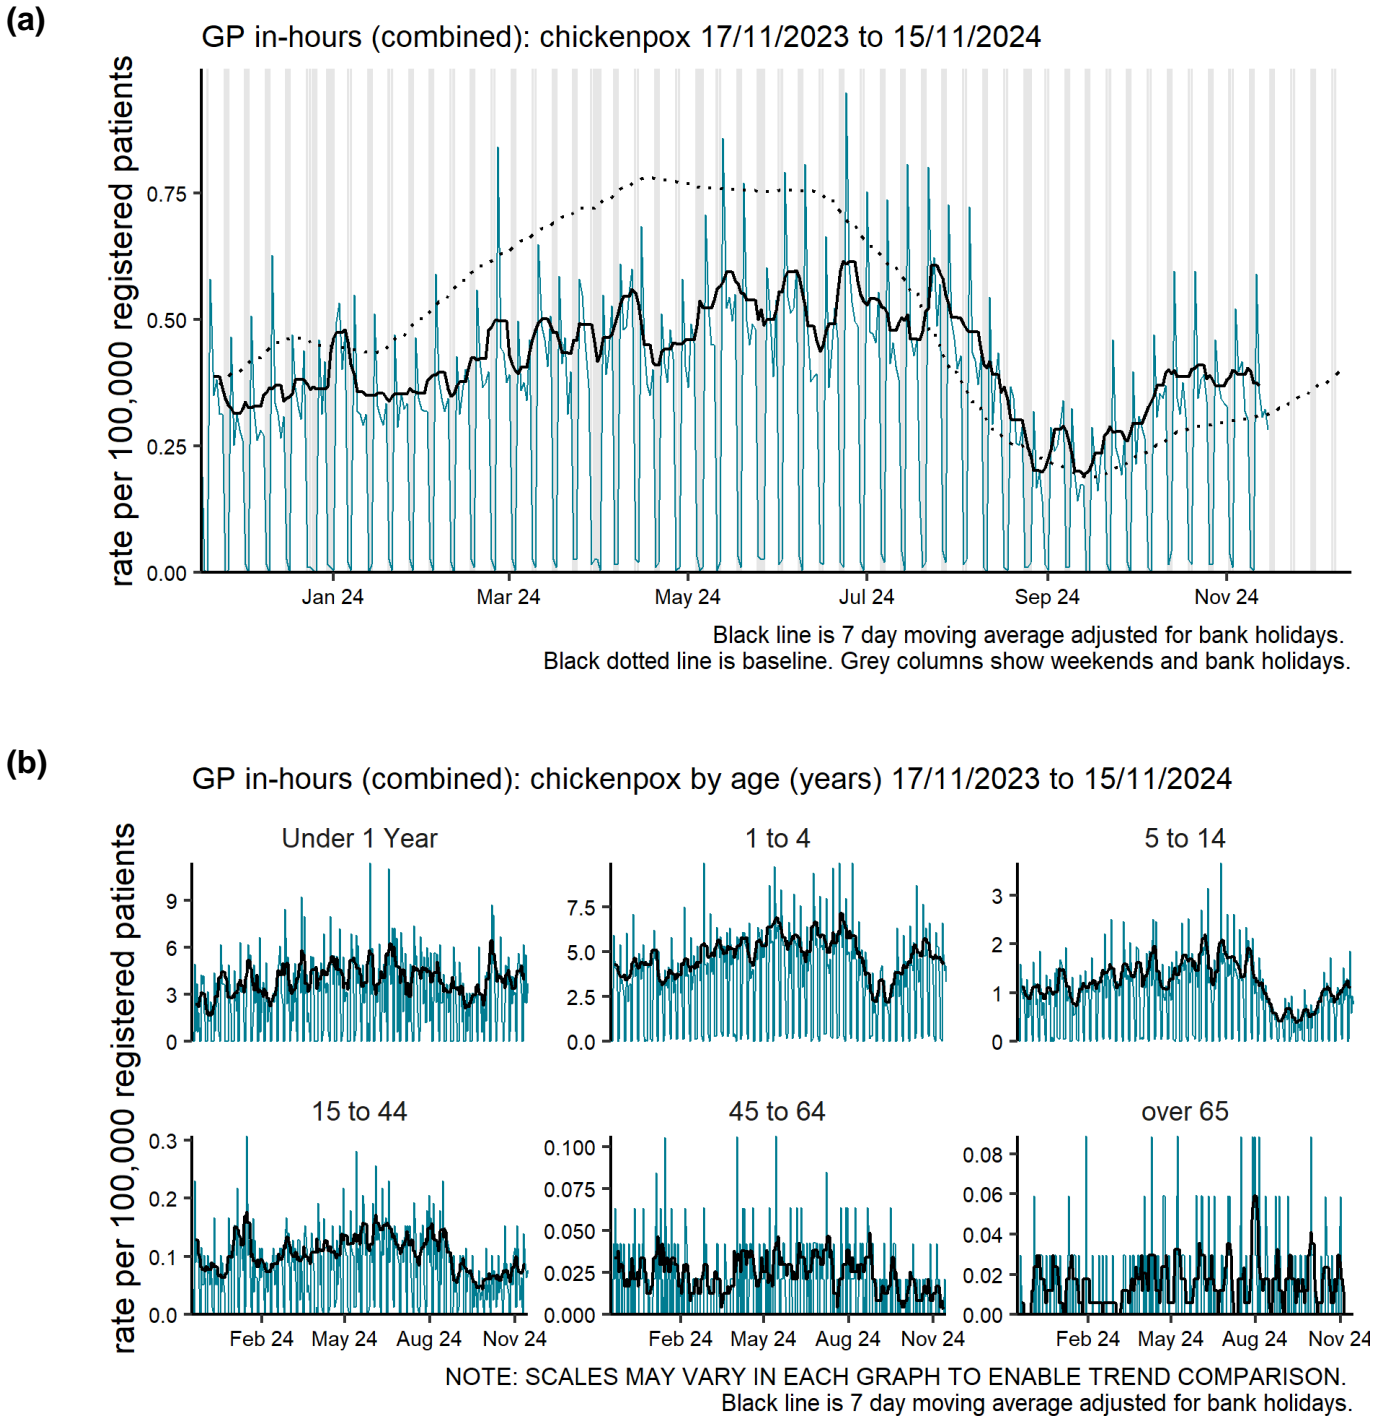 (a)
GP in-hours (combined): chickenpox 17/11/2023 to 15/11/2024
rate per 100,000 registered patients
0.75
0.50
0.25
0.00
Jan 24
Mar 24
May 24
Jul 24
Sep 24
Nov 24
Black line is 7 day moving average adjusted for bank holidays.
Black dotted line is baseline. Grey columns show weekends and bank holidays.
(b)
GP in-hours (combined): chickenpox by age (years) 17/11/2023 to 15/11/2024
rate per 100,000 registered patients
Under 1 Year
9
6
3
0
1 to 4
7.5
5.0
2.5
0.0
5 to 14
3
2
1
0
15 to 44
0.3
0.2
0.1
0.0
Feb 24
May 24
Aug 24
Nov 24
45 to 64
0.100
0.075
0.050
0.025
0.000
Feb 24
May 24
Aug 24
Nov 24
over 65
0.08
0.06
0.04
0.02
0.00
Feb 24
May 24
Aug 24
Nov 24
NOTE: SCALES MAY VARY IN EACH GRAPH TO ENABLE TREND COMPARISON.
Black line is 7 day moving average adjusted for bank holidays.